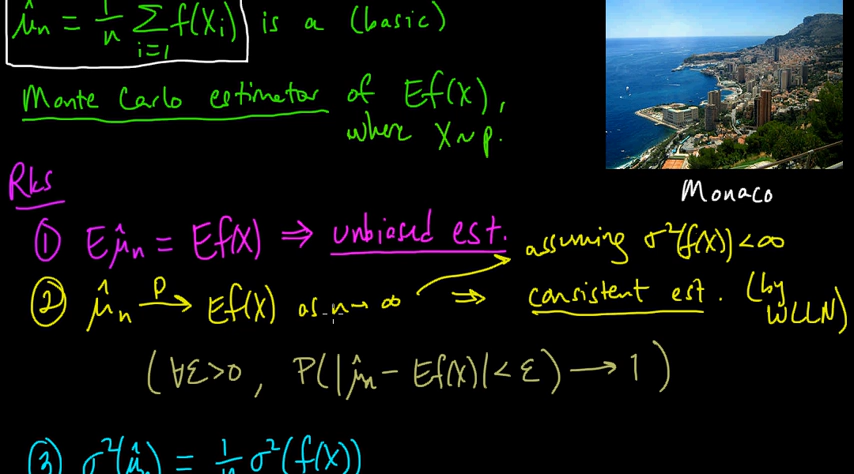 μ̂n = 1/n Σ i=1 f(Xi) is a (basic)
Monte Carlo estimator of Ef(X),
where X~p.
Monaco
Rks
① Eμ̂n = Ef(X) ⇒ unbiased est.
② μ̂n —P→ Ef(X) as n→∞ ⇒ consistent est. (by WLLN)
assuming σ²(f(X)) < ∞
(∀ε>0, P(|μ̂n − Ef(X)| < ε) → 1)
③ σ²(μ̂n) = 1/n σ²(f(X))